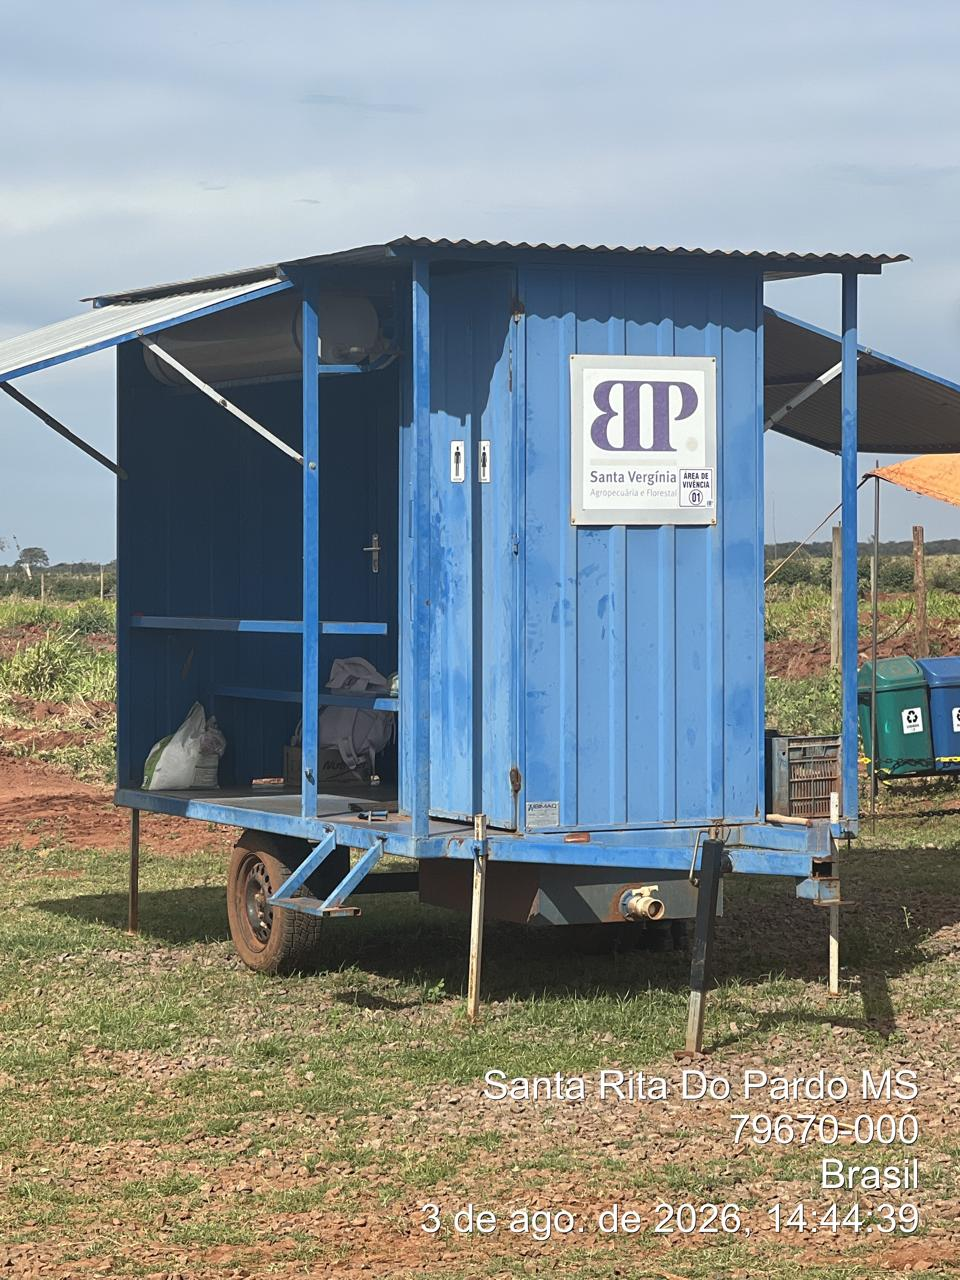 BP
Santa Vergínia
Agropecuária e Florestal
ÁREA DE
VIVÊNCIA
01
Santa Rita Do Pardo MS
79670-000
Brasil
3 de ago. de 2026, 14:44:39